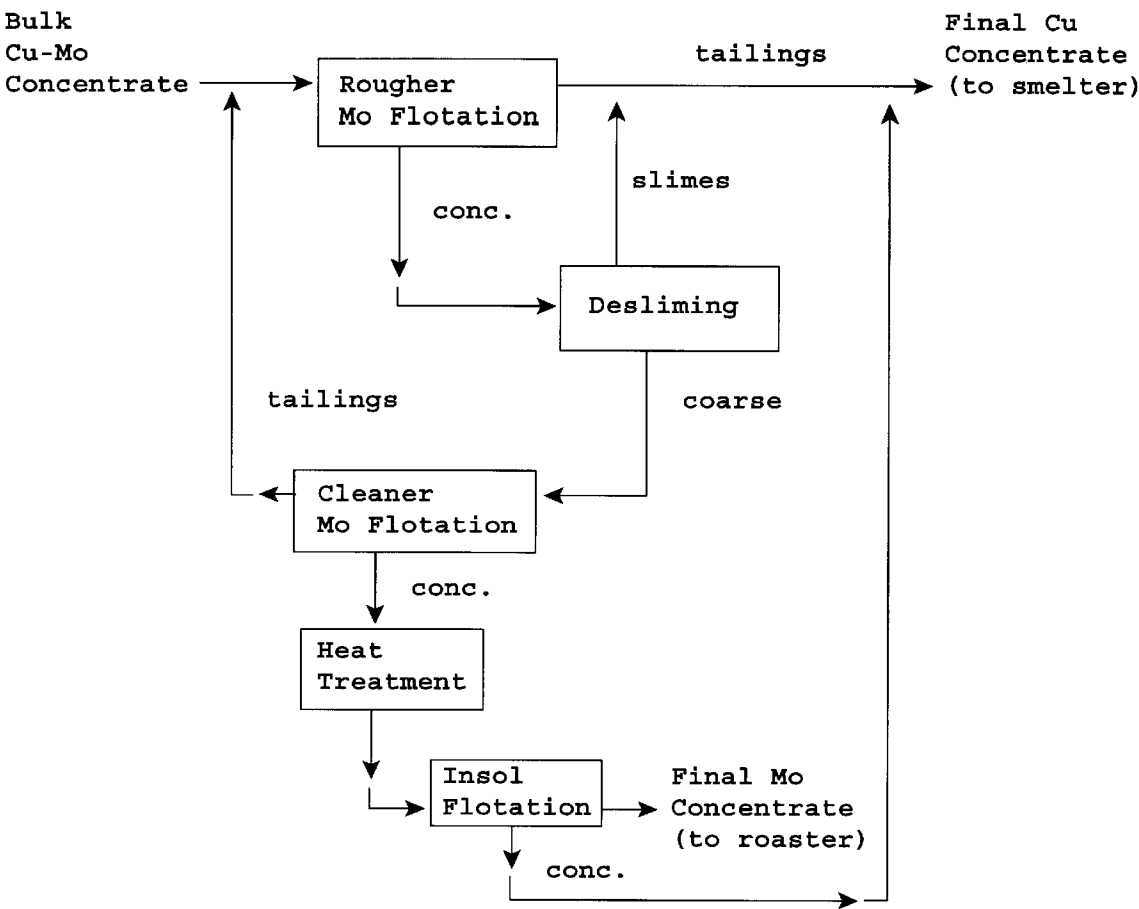 Bulk
Cu-Mo
Concentrate
Rougher
Mo Flotation
tailings
Final Cu
Concentrate
(to smelter)
slimes
conc.
Desliming
tailings
coarse
Cleaner
Mo Flotation
conc.
Heat
Treatment
Insol
Flotation
Final Mo
Concentrate
(to roaster)
conc.